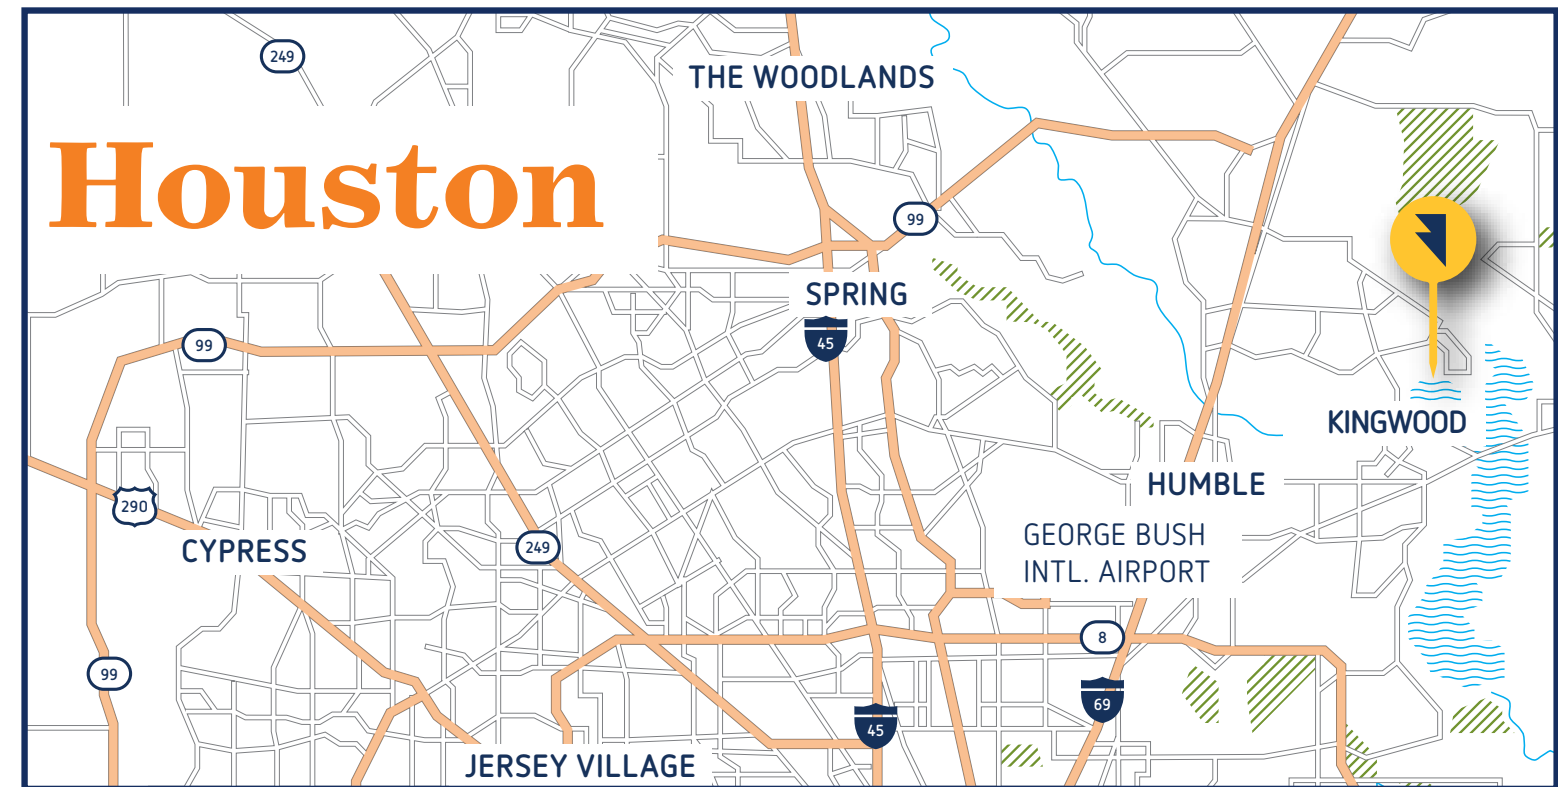 249
THE WOODLANDS
Houston
99
SPRING
45
99
KINGWOOD
HUMBLE
290
GEORGE BUSH
INTL. AIRPORT
CYPRESS
249
8
99
69
45
JERSEY VILLAGE